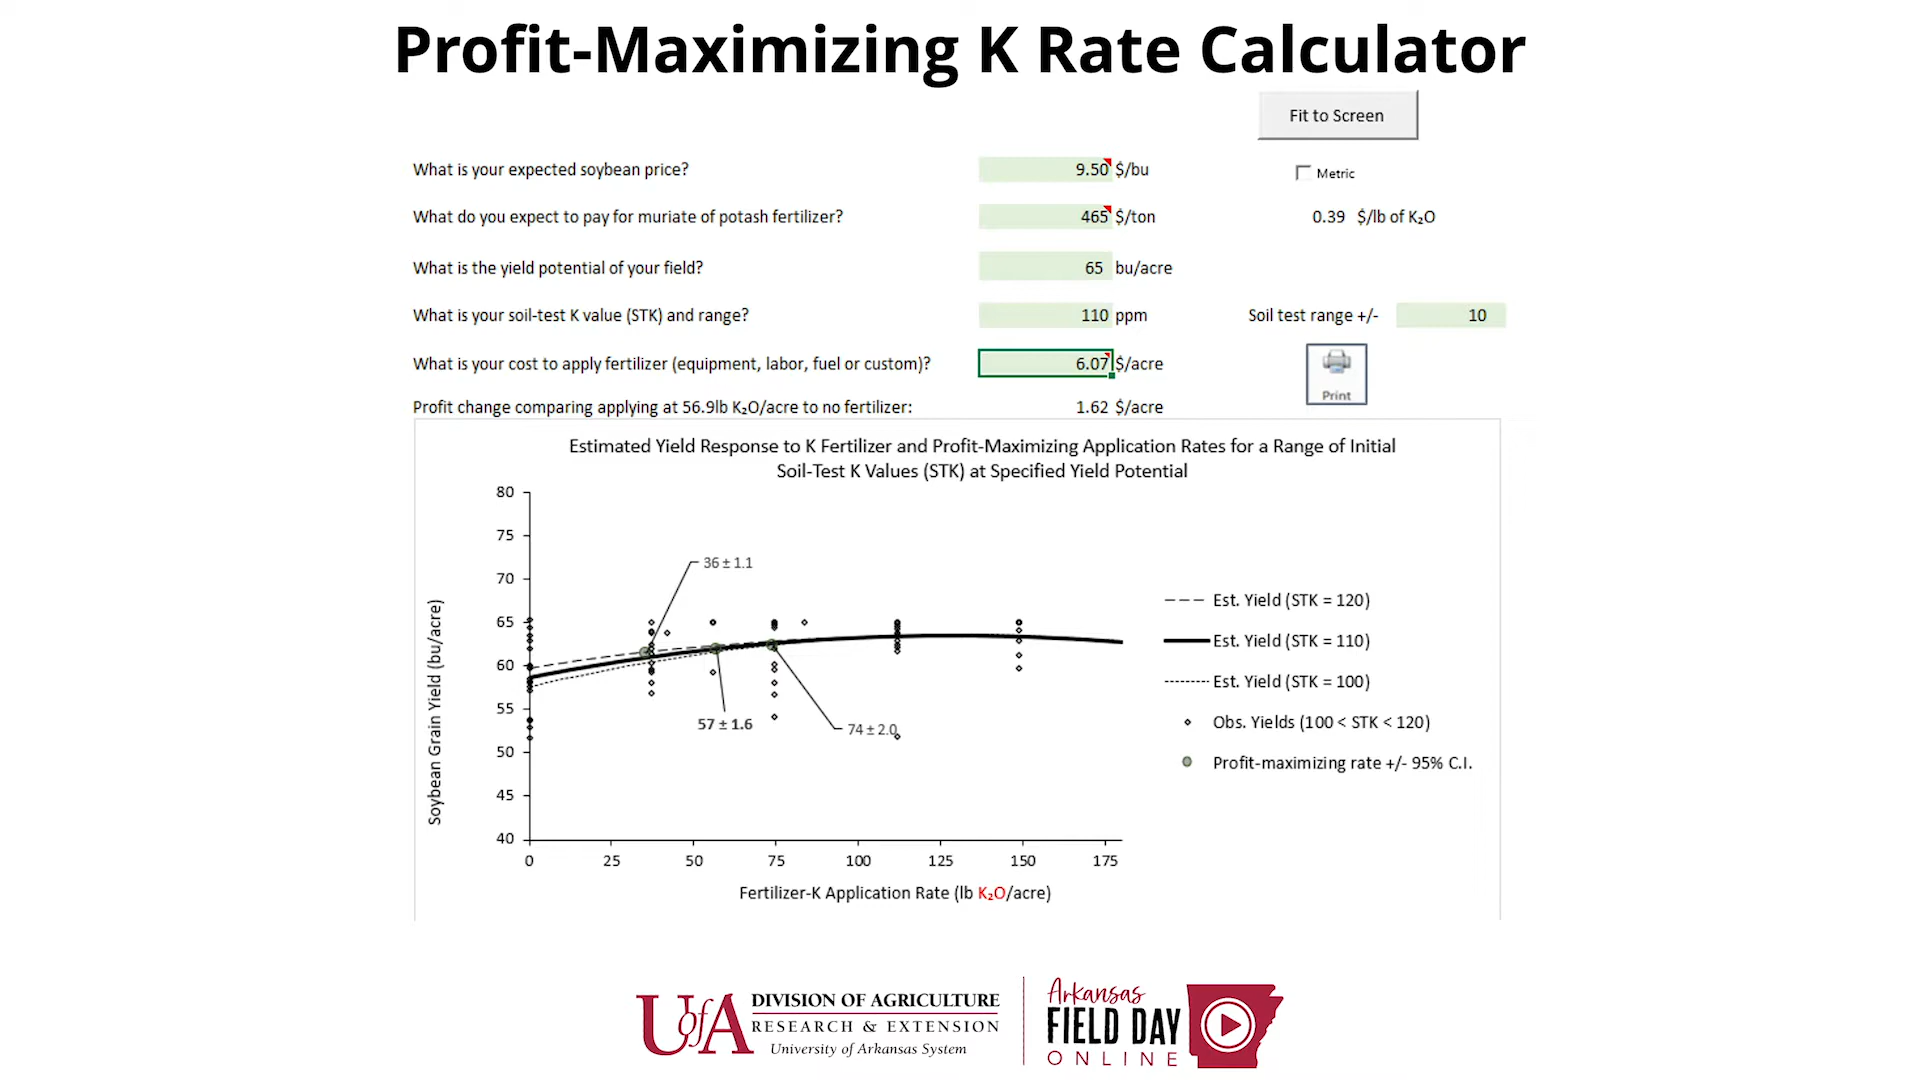 Profit-Maximizing K Rate Calculator
Fit to Screen
What is your expected soybean price? 9.50 $/bu
Metric
What do you expect to pay for muriate of potash fertilizer? 465 $/ton 0.39 $/lb of K₂O
What is the yield potential of your field? 65 bu/acre
What is your soil-test K value (STK) and range? 110 ppm Soil test range +/- 10
What is your cost to apply fertilizer (equipment, labor, fuel or custom)? 6.07 $/acre
Print
Profit change comparing applying at 56.9lb K₂O/acre to no fertilizer: 1.62 $/acre
Estimated Yield Response to K Fertilizer and Profit-Maximizing Application Rates for a Range of Initial
Soil-Test K Values (STK) at Specified Yield Potential
Soybean Grain Yield (bu/acre)
80
75
70
65
60
55
50
45
40
36 ± 1.1
57 ± 1.6
74 ± 2.0
0 25 50 75 100 125 150 175
Fertilizer-K Application Rate (lb K₂O/acre)
Est. Yield (STK = 120)
Est. Yield (STK = 110)
Est. Yield (STK = 100)
Obs. Yields (100 < STK < 120)
Profit-maximizing rate +/- 95% C.I.
UofA
DIVISION OF AGRICULTURE
RESEARCH & EXTENSION
University of Arkansas System
Arkansas
FIELD DAY
ONLINE